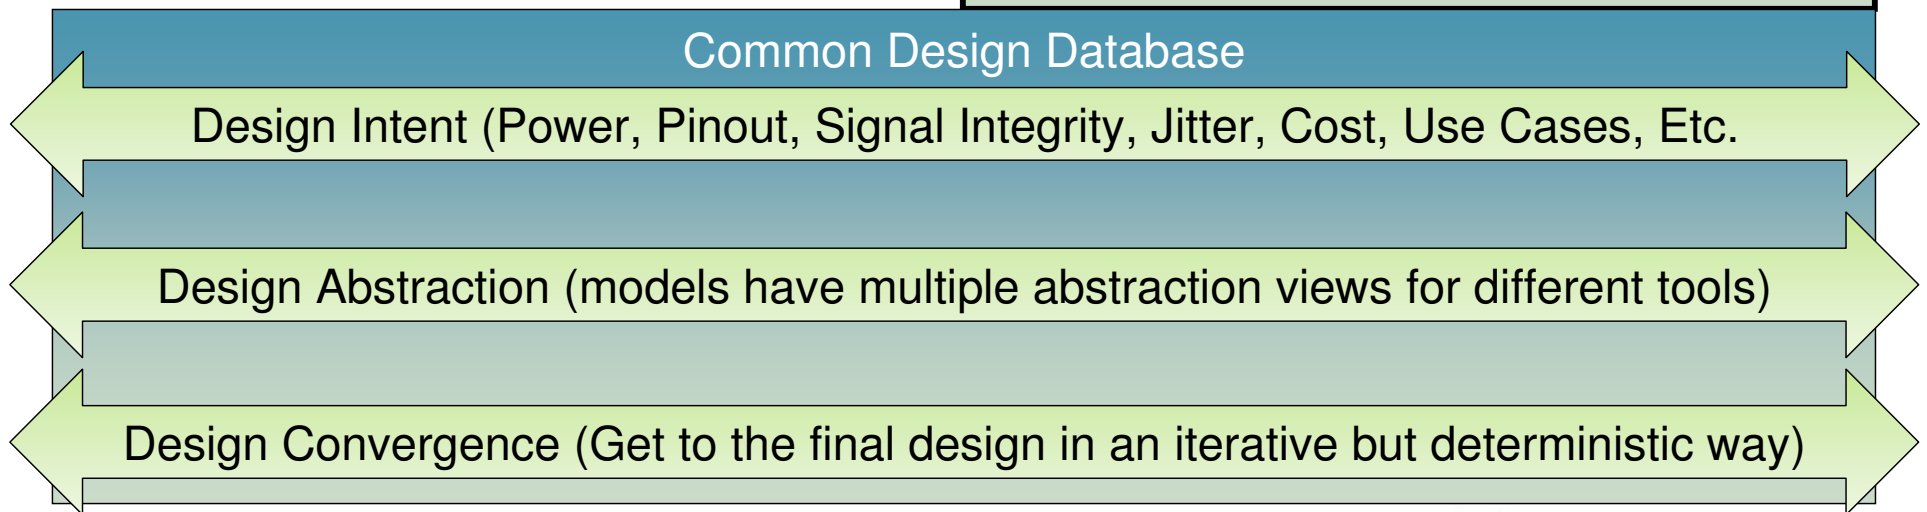 Common Design Database
Design Intent (Power, Pinout, Signal Integrity, Jitter, Cost, Use Cases, Etc.
Design Abstraction (models have multiple abstraction views for different tools)
Design Convergence (Get to the final design in an iterative but deterministic way)